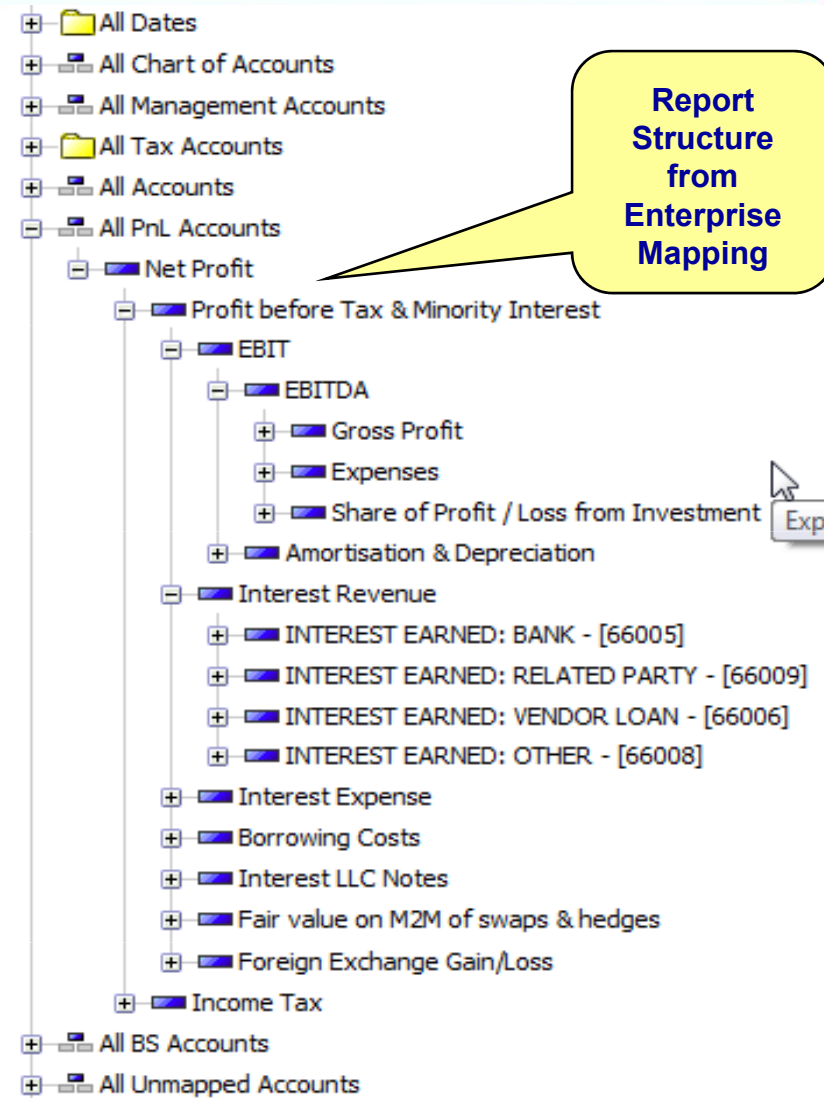 All Dates
All Chart of Accounts
All Management Accounts
All Tax Accounts
All Accounts
All PnL Accounts
Report
Structure
from
Enterprise
Mapping
Net Profit
Profit before Tax & Minority Interest
EBIT
EBITDA
Gross Profit
Expenses
Share of Profit / Loss from Investment
Exp
Amortisation & Depreciation
Interest Revenue
INTEREST EARNED: BANK - [66005]
INTEREST EARNED: RELATED PARTY - [66009]
INTEREST EARNED: VENDOR LOAN - [66006]
INTEREST EARNED: OTHER - [66008]
Interest Expense
Borrowing Costs
Interest LLC Notes
Fair value on M2M of swaps & hedges
Foreign Exchange Gain/Loss
Income Tax
All BS Accounts
All Unmapped Accounts